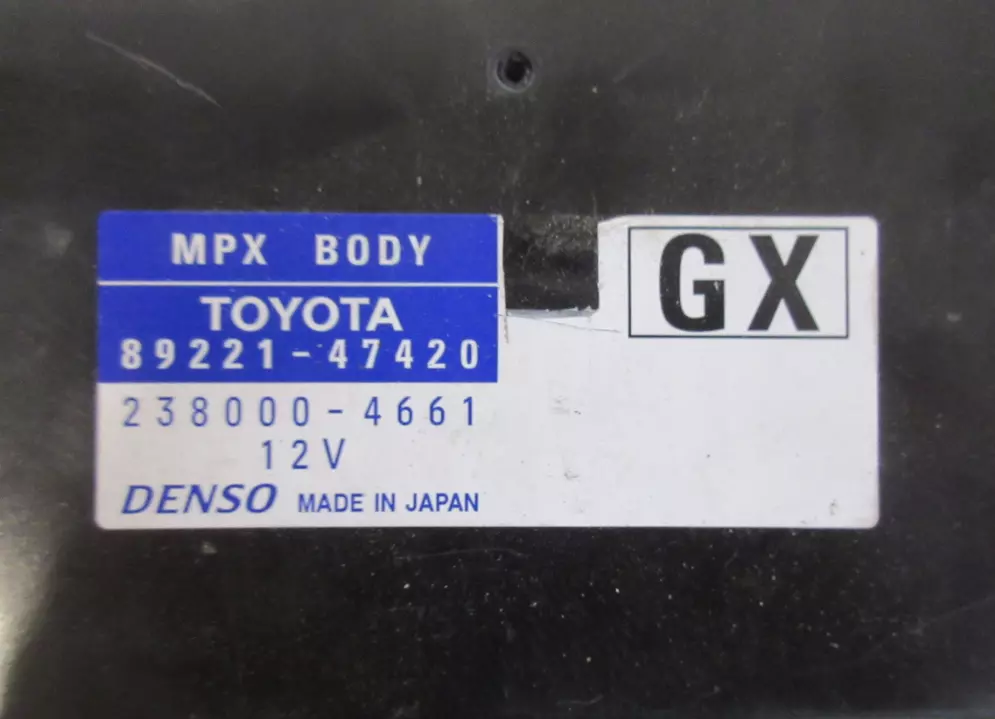 MPX BODY
TOYOTA
89221-47420
238000-4661
12V
DENSO MADE IN JAPAN
GX